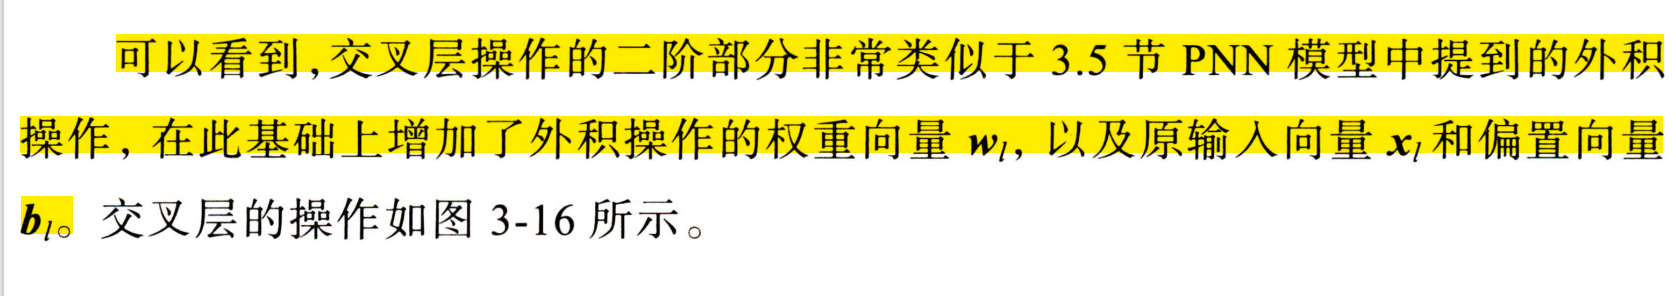 可以看到,交叉层操作的二阶部分非常类似于 3.5 节 PNN 模型中提到的外积
操作, 在此基础上增加了外积操作的权重向量 wₗ, 以及原输入向量 xₗ和偏置向量
bₗ。交叉层的操作如图 3-16 所示。